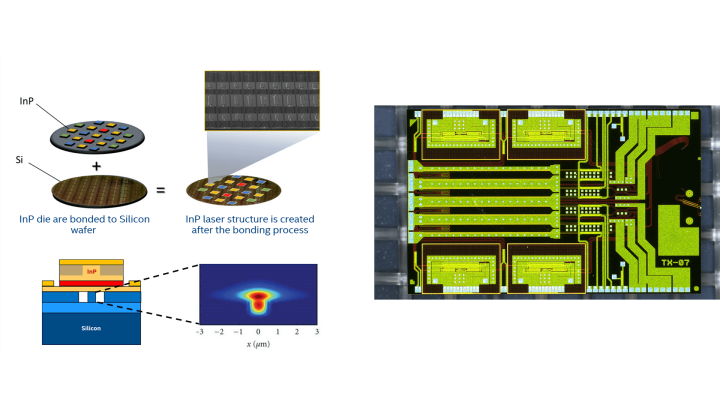 InP
Si
+
=
InP die are bonded to Silicon
wafer
InP laser structure is created
after the bonding process
InP
Silicon
-3 -2 -1 0 1 2 3
x (μm)
TX-07